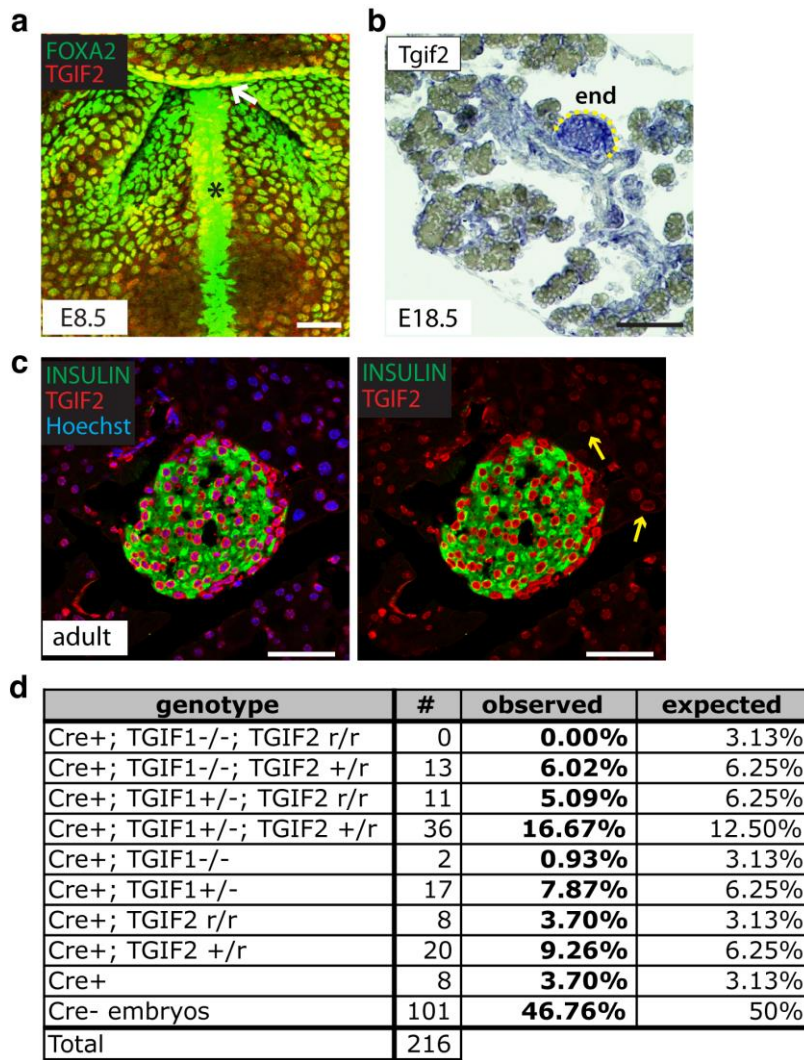 a
FOXA2
TGIF2
*
E8.5
b
Tgif2
end
E18.5
c
INSULIN
TGIF2
Hoechst
adult
INSULIN
TGIF2
d
genotype # observed expected
Cre+; TGIF1-/-; TGIF2 r/r 0 0.00% 3.13%
Cre+; TGIF1-/-; TGIF2 +/r 13 6.02% 6.25%
Cre+; TGIF1+/-; TGIF2 r/r 11 5.09% 6.25%
Cre+; TGIF1+/-; TGIF2 +/r 36 16.67% 12.50%
Cre+; TGIF1-/- 2 0.93% 3.13%
Cre+; TGIF1+/- 17 7.87% 6.25%
Cre+; TGIF2 r/r 8 3.70% 3.13%
Cre+; TGIF2 +/r 20 9.26% 6.25%
Cre+ 8 3.70% 3.13%
Cre- embryos 101 46.76% 50%
Total 216